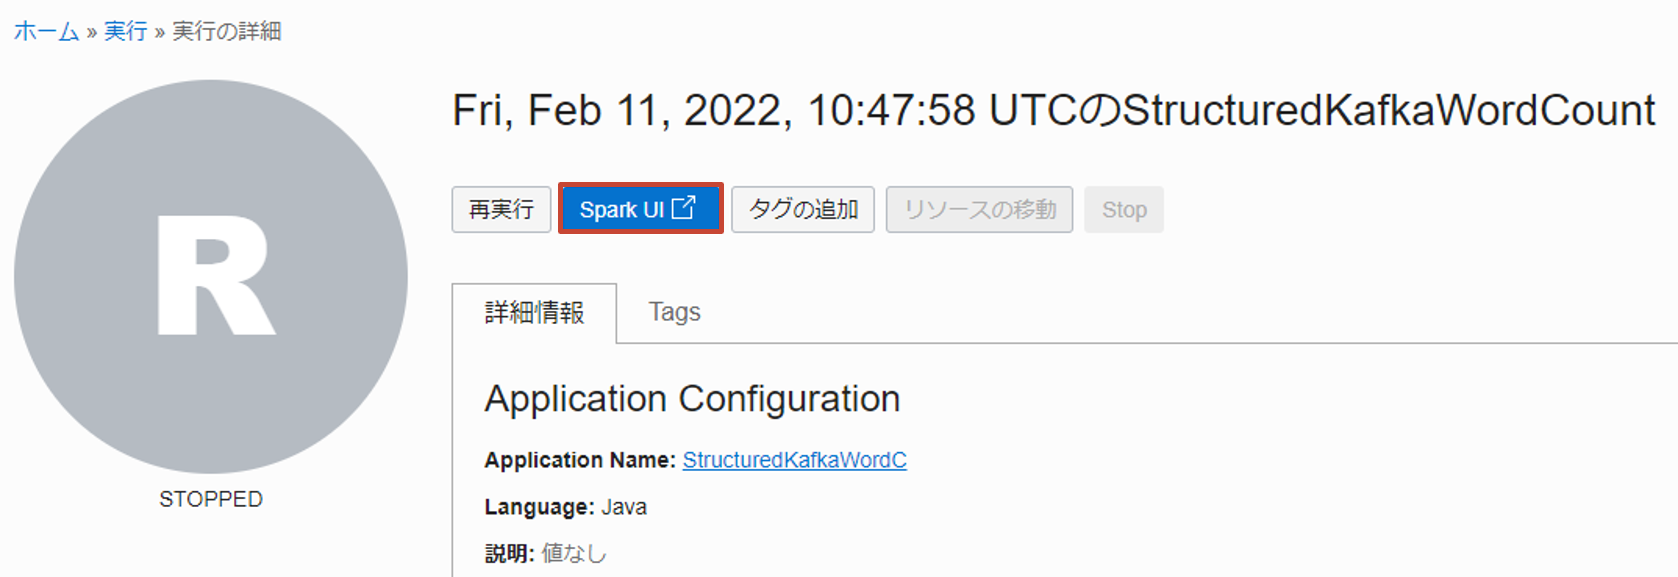 ホーム » 実行 » 実行の詳細
R
STOPPED
Fri, Feb 11, 2022, 10:47:58 UTCのStructuredKafkaWordCount
再実行 Spark UI タグの追加 リソースの移動 Stop
詳細情報 Tags
Application Configuration
Application Name: StructuredKafkaWordC
Language: Java
説明: 値なし